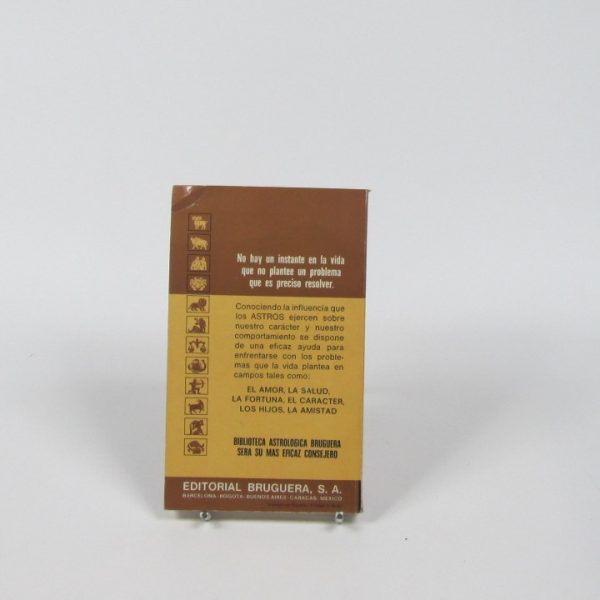 No hay un instante en la vida
que no plantee un problema
que es preciso resolver.
Conociendo la influencia que
los ASTROS ejercen sobre
nuestro carácter y nuestro
comportamiento se dispone
de una eficaz ayuda para
enfrentarse con los proble-
mas que la vida plantea en
campos tales como:
EL AMOR, LA SALUD,
LA FORTUNA, EL CARACTER,
LOS HIJOS, LA AMISTAD
BIBLIOTECA ASTROLOGICA BRUGUERA
SERA SU MAS EFICAZ CONSEJERO
EDITORIAL BRUGUERA, S. A.
BARCELONA · BOGOTA · BUENOS AIRES · CARACAS · MEXICO